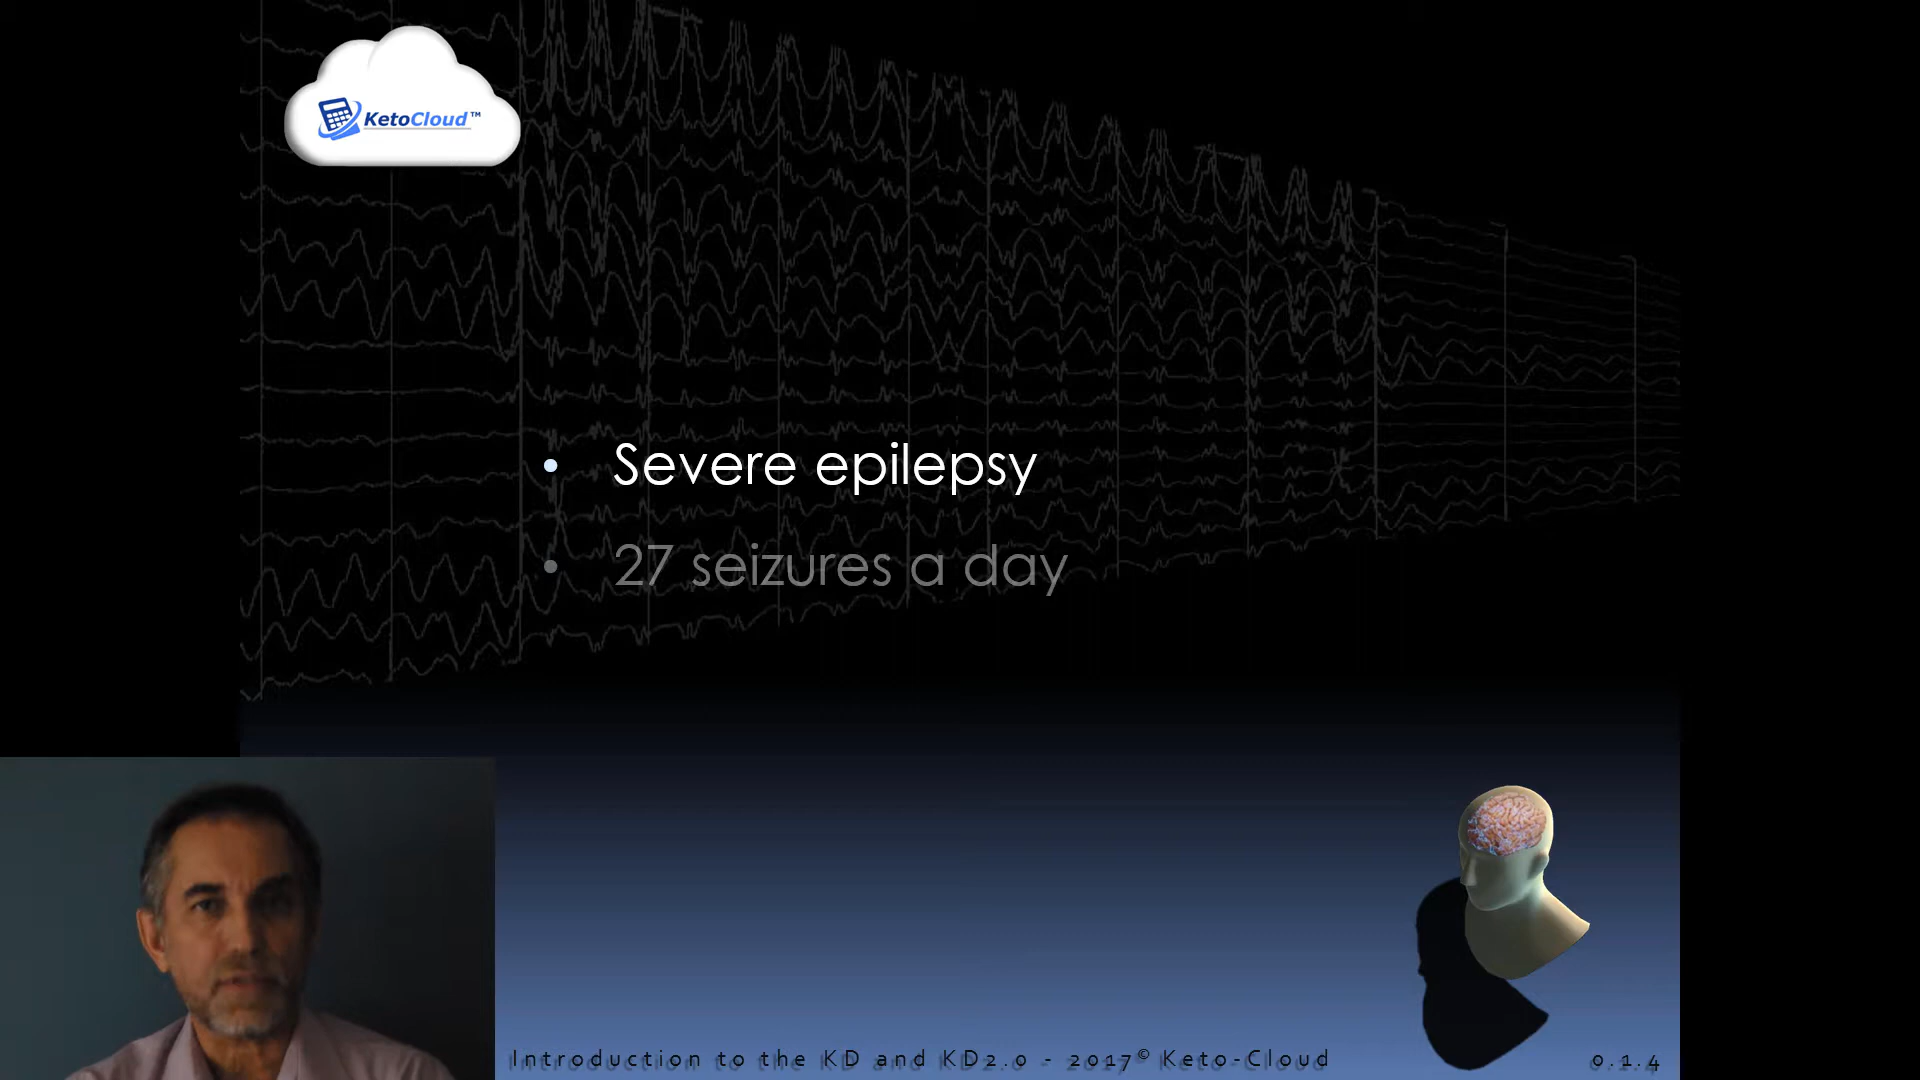 KetoCloud™
• Severe epilepsy
• 27 seizures a day
Introduction to the KD and KD2.0 - 2017© Keto-Cloud
0.1.4